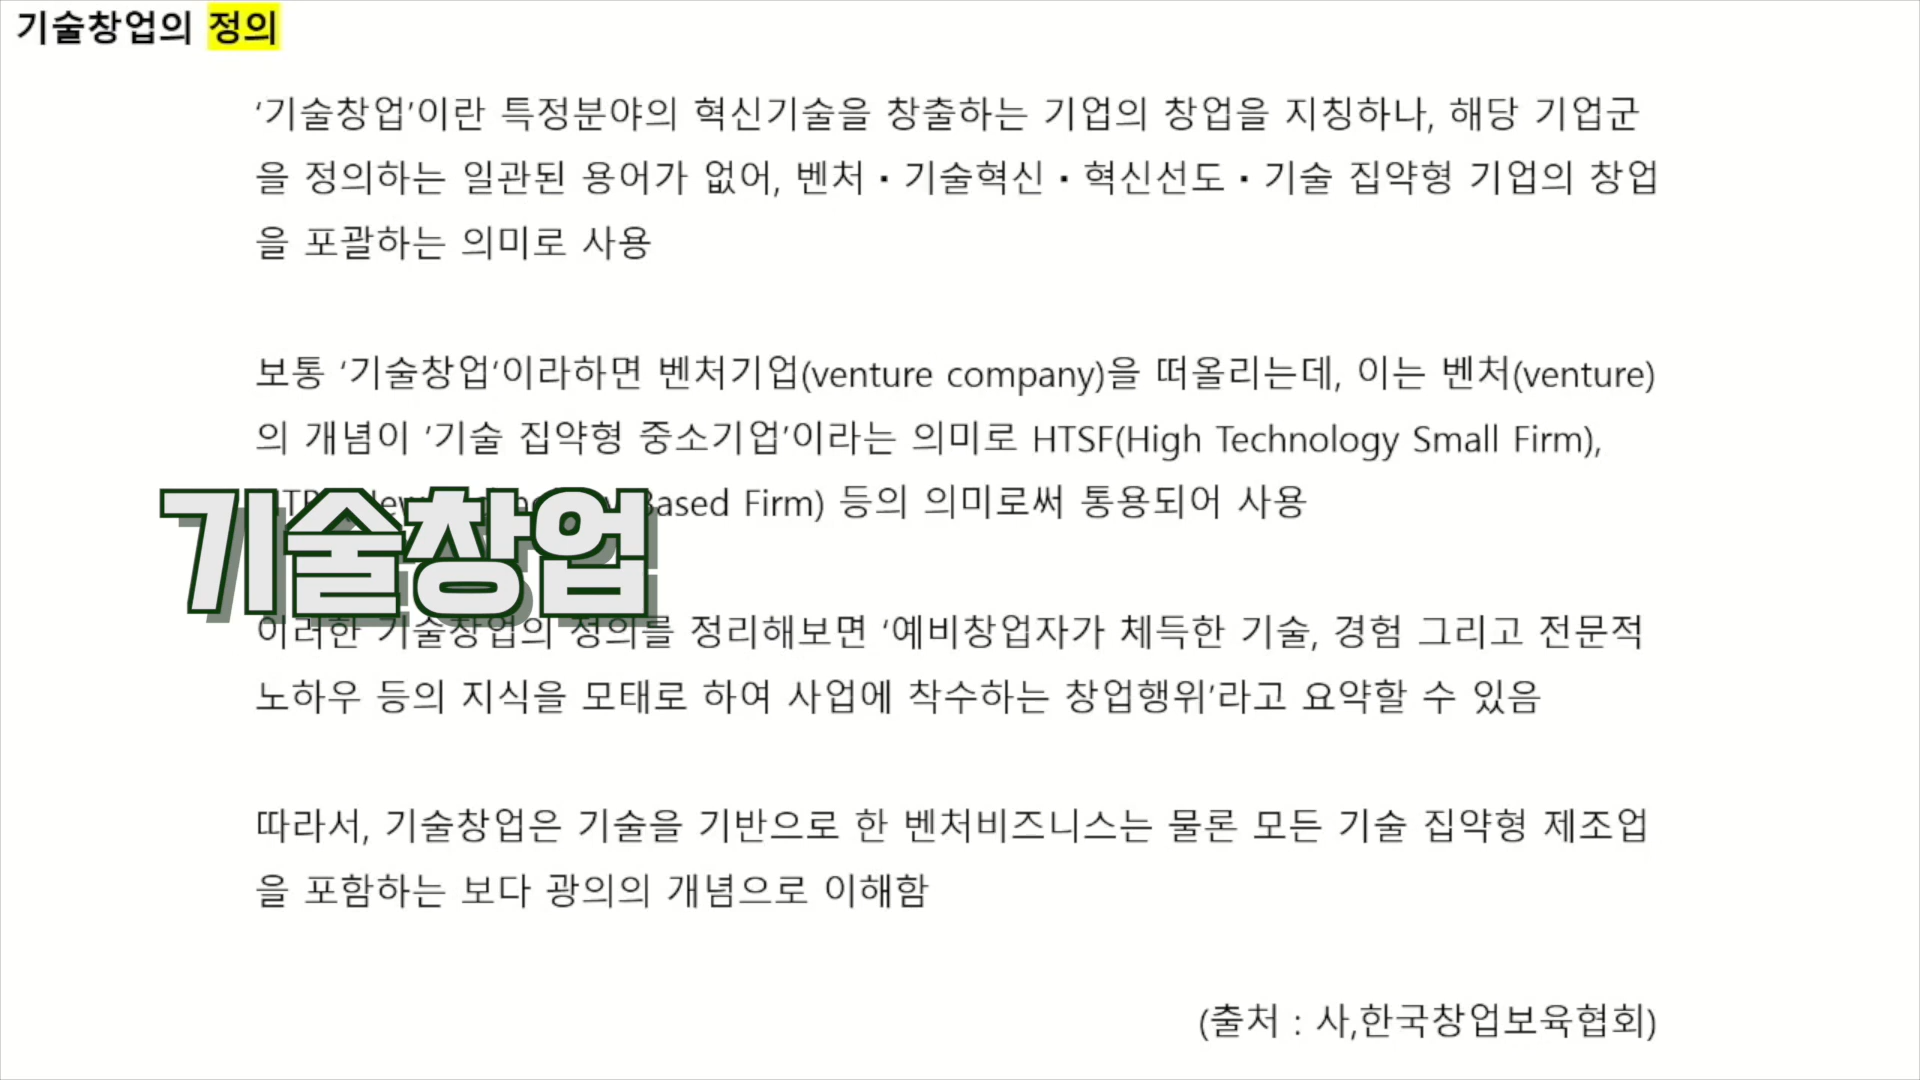 기술창업의 정의
‘기술창업’이란 특정분야의 혁신기술을 창출하는 기업의 창업을 지칭하나, 해당 기업군
을 정의하는 일관된 용어가 없어, 벤처・기술혁신・혁신선도・기술 집약형 기업의 창업
을 포괄하는 의미로 사용
보통 ‘기술창업‘이라하면 벤처기업(venture company)을 떠올리는데, 이는 벤처(venture)
의 개념이 ’기술 집약형 중소기업’이라는 의미로 HTSF(High Technology Small Firm),
Based Firm) 등의 의미로써 통용되어 사용
기술창업
이러한 기술창업의 정의를 정리해보면 ‘예비창업자가 체득한 기술, 경험 그리고 전문적
노하우 등의 지식을 모태로 하여 사업에 착수하는 창업행위’라고 요약할 수 있음
따라서, 기술창업은 기술을 기반으로 한 벤처비즈니스는 물론 모든 기술 집약형 제조업
을 포함하는 보다 광의의 개념으로 이해함
(출처 : 사,한국창업보육협회)